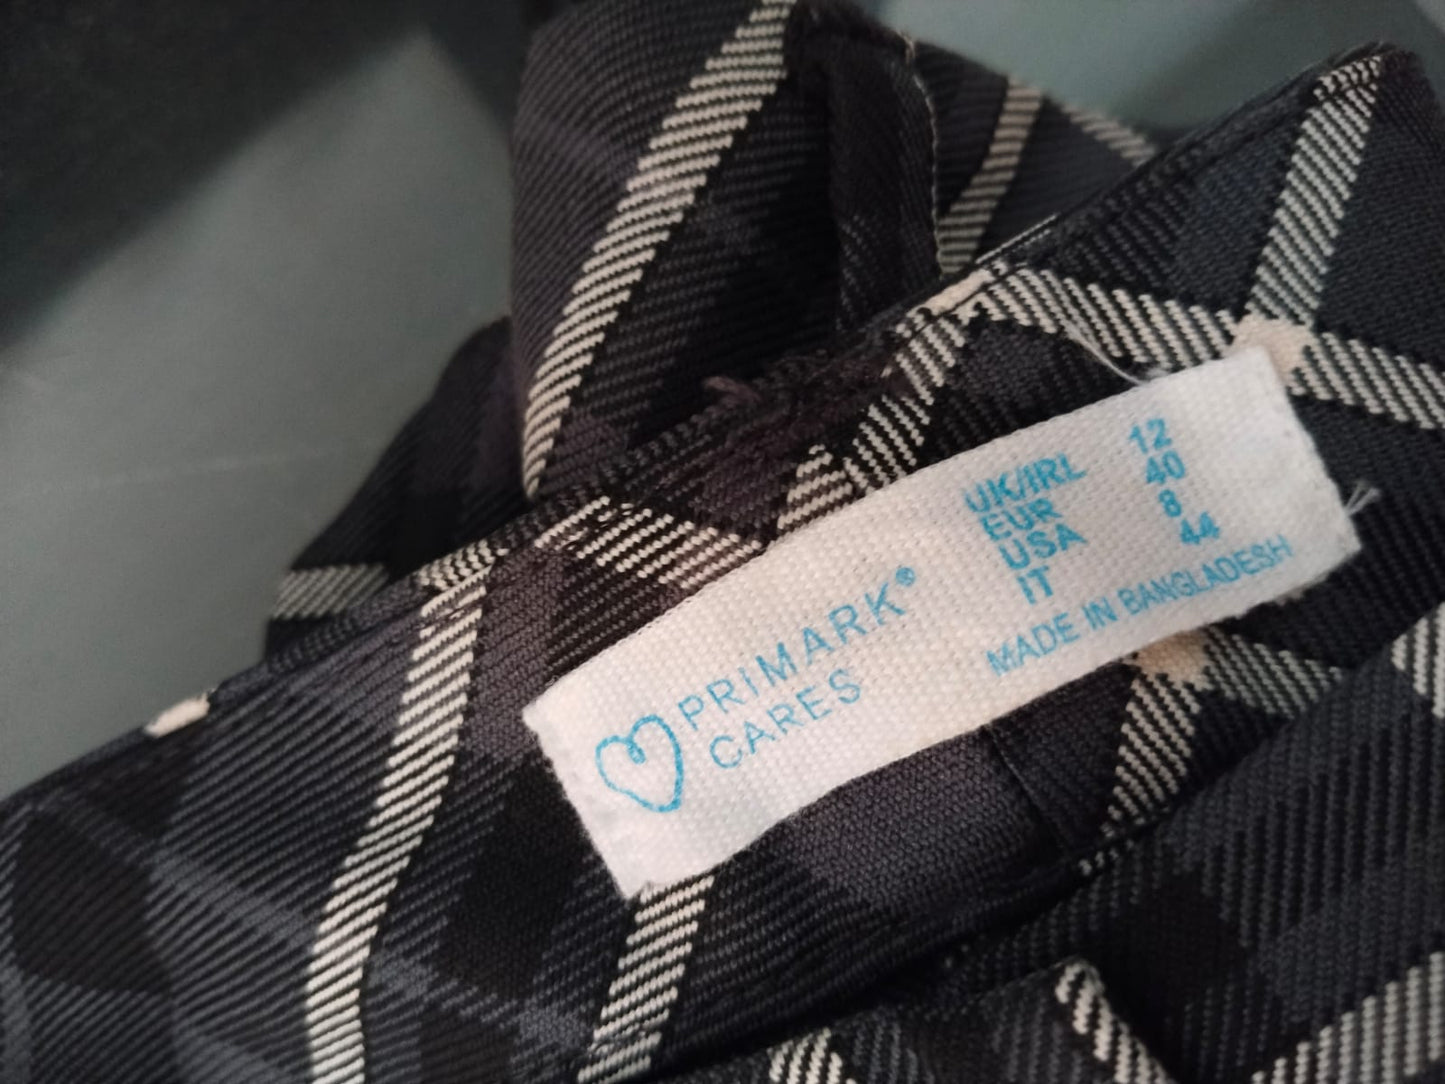 PRIMARK®
CARES
UK/IRL 12
EUR 40
USA 8
IT 44
MADE IN BANGLADESH